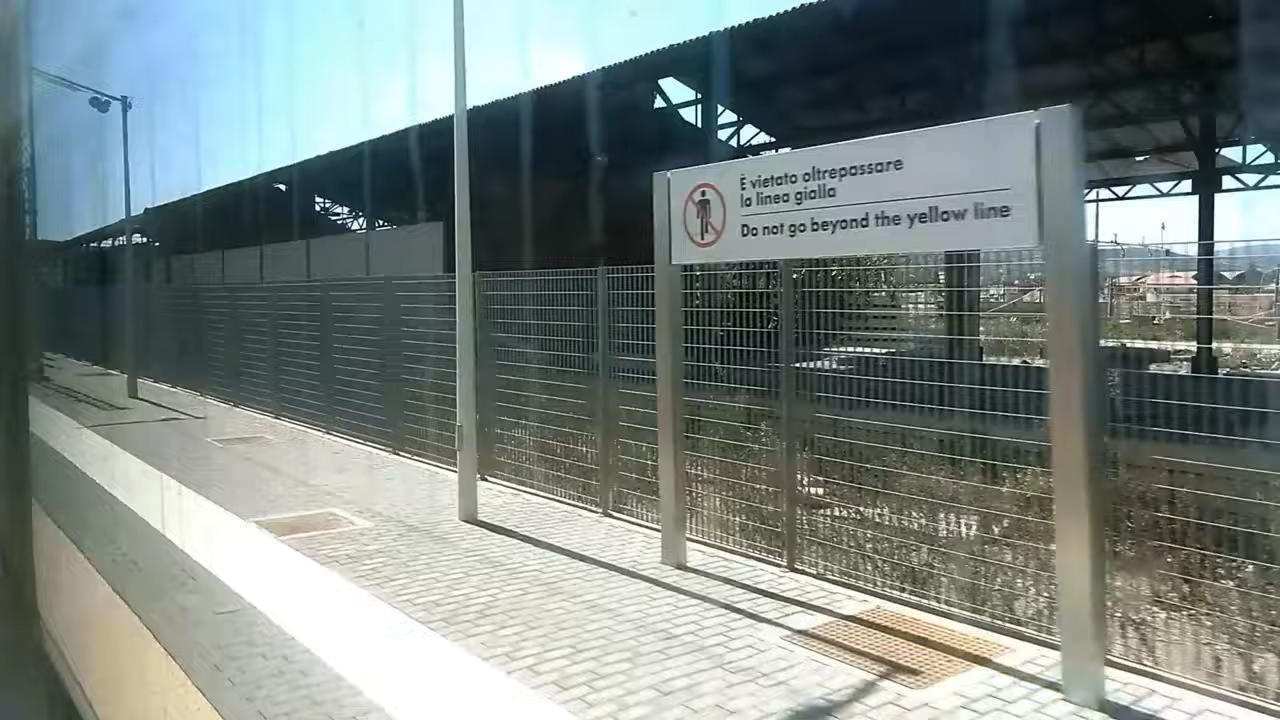 È vietato oltrepassare
la linea gialla
Do not go beyond the yellow line